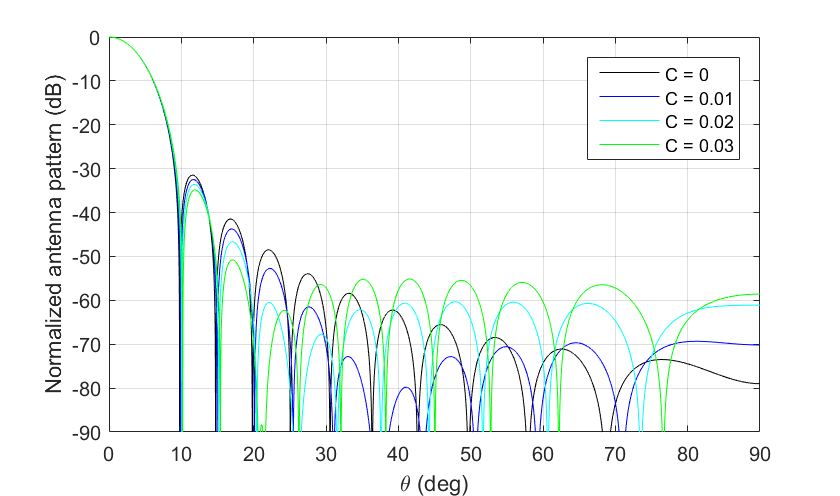 Normalized antenna pattern (dB)
0
-10
-20
-30
-40
-50
-60
-70
-80
-90
C = 0
C = 0.01
C = 0.02
C = 0.03
0 10 20 30 40 50 60 70 80 90
θ (deg)